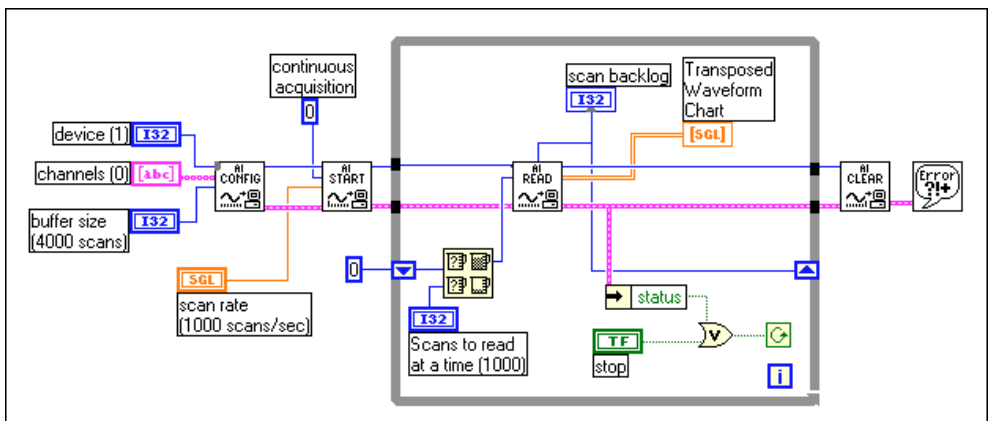 continuous
acquisition
0
device (1)
I32
channels (0)
[abc]
buffer size
(4000 scans)
I32
AI
CONFIG
AI
START
SGL
scan rate
(1000 scans/sec)
scan backlog
I32
Transposed
Waveform
Chart
[SGL]
AI
READ
0
I32
Scans to read
at a time (1000)
status
V
TF
stop
i
AI
CLEAR
Error
?!+